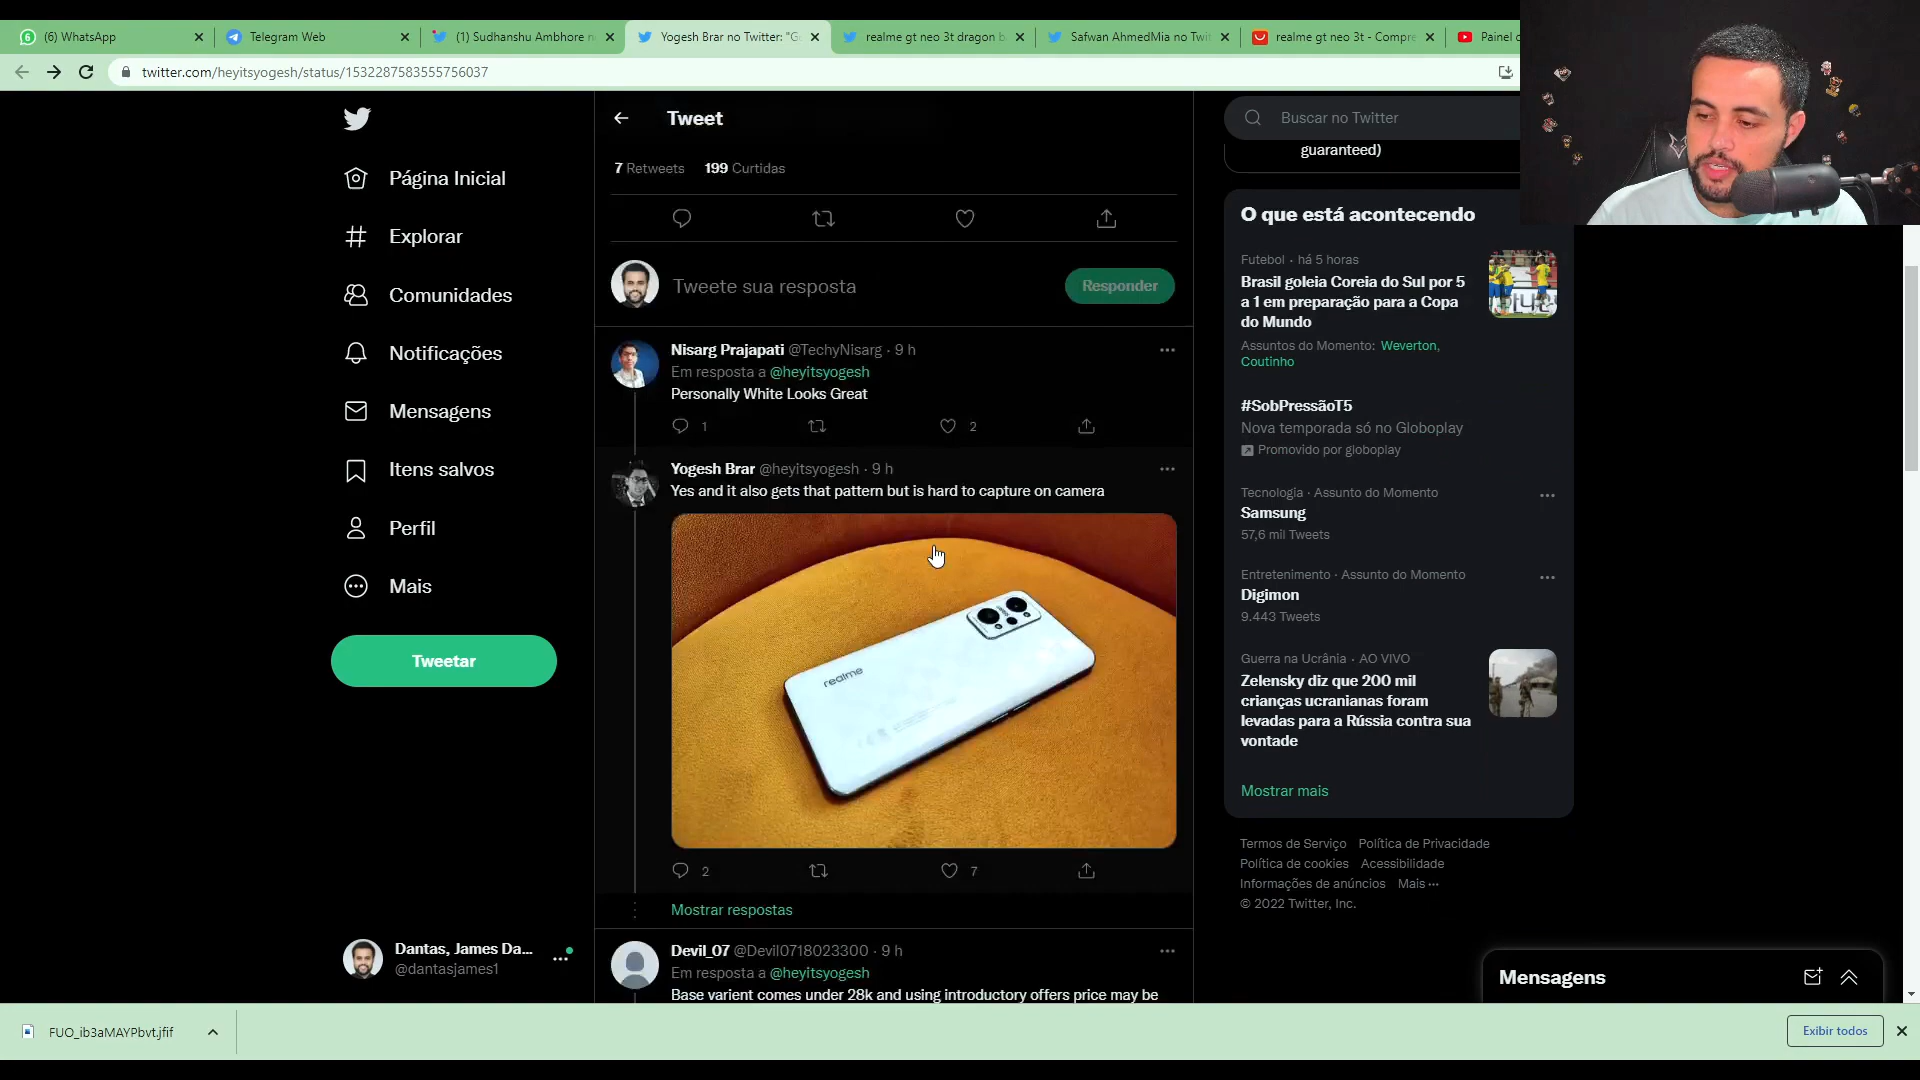 (6) WhatsApp
Telegram Web
(1) Sudhanshu Ambhore n
Yogesh Brar no Twitter: "G
realme gt neo 3t dragon b
Safwan AhmedMia no Twit
realme gt neo 3t - Compre
Painel d
twitter.com/heyitsyogesh/status/1532287583555756037
Tweet
Buscar no Twitter
guaranteed)
7 Retweets 199 Curtidas
Página Inicial
Explorar
Comunidades
Notificações
Mensagens
Itens salvos
Perfil
Mais
Tweetar
Dantas, James Da...
@dantasjames1
Tweete sua resposta
Responder
Nisarg Prajapati @TechyNisarg · 9 h
Em resposta a @heyitsyogesh
Personally White Looks Great
1
2
Yogesh Brar @heyitsyogesh · 9 h
Yes and it also gets that pattern but is hard to capture on camera
realme
2
7
Mostrar respostas
Devil_07 @Devil0718023300 · 9 h
Em resposta a @heyitsyogesh
Base varient comes under 28k and using introductory offers price may be
O que está acontecendo
Futebol · há 5 horas
Brasil goleia Coreia do Sul por 5
a 1 em preparação para a Copa
do Mundo
Assuntos do Momento: Weverton,
Coutinho
#SobPressãoT5
Nova temporada só no Globoplay
Promovido por globoplay
Tecnologia · Assunto do Momento
Samsung
57,6 mil Tweets
Entretenimento · Assunto do Momento
Digimon
9.443 Tweets
Guerra na Ucrânia · AO VIVO
Zelensky diz que 200 mil
crianças ucranianas foram
levadas para a Rússia contra sua
vontade
Mostrar mais
Termos de Serviço Política de Privacidade
Política de cookies Acessibilidade
Informações de anúncios Mais ···
© 2022 Twitter, Inc.
Mensagens
FUO_ib3aMAYPbvt.jfif
Exibir todos